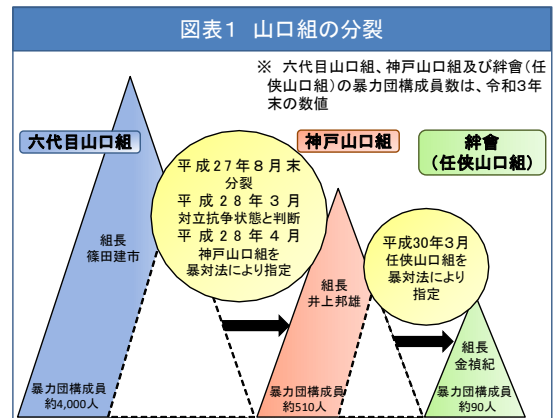 図表1 山口組の分裂
※ 六代目山口組、神戸山口組及び絆會(任
侠山口組)の暴力団構成員数は、令和3年
末の数値
六代目山口組
神戸山口組
絆會
(任侠山口組)
平成27年8月末
分裂
平成28年3月
対立抗争状態と判断
平成28年4月
神戸山口組を
暴対法により指定
平成30年3月
任侠山口組を
暴対法により
指定
組長
篠田建市
組長
井上邦雄
組長
金禎紀
暴力団構成員
約4,000人
暴力団構成員
約510人
暴力団構成員
約90人